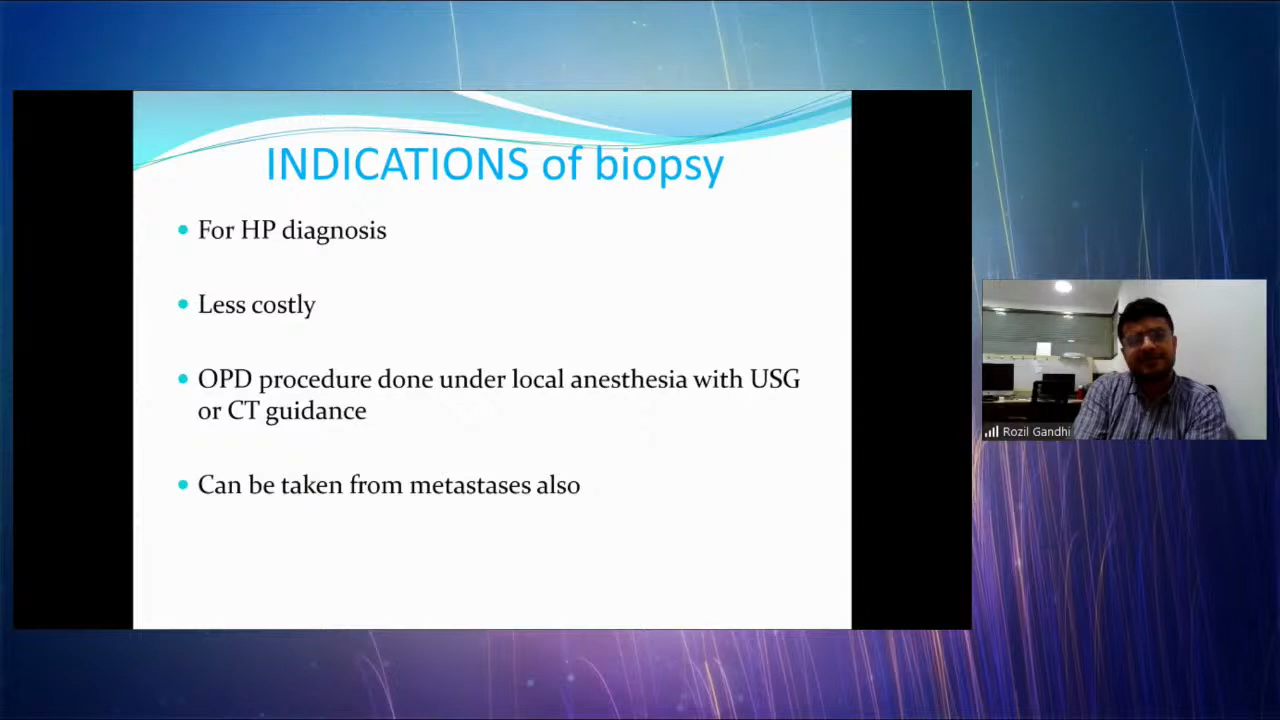 INDICATIONS of biopsy
For HP diagnosis
Less costly
OPD procedure done under local anesthesia with USG
or CT guidance
Can be taken from metastases also
Rozil Gandhi